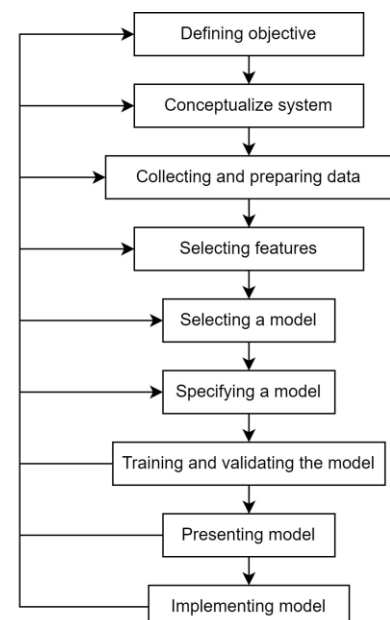 Defining objective
Conceptualize system
Collecting and preparing data
Selecting features
Selecting a model
Specifying a model
Training and validating the model
Presenting model
Implementing model